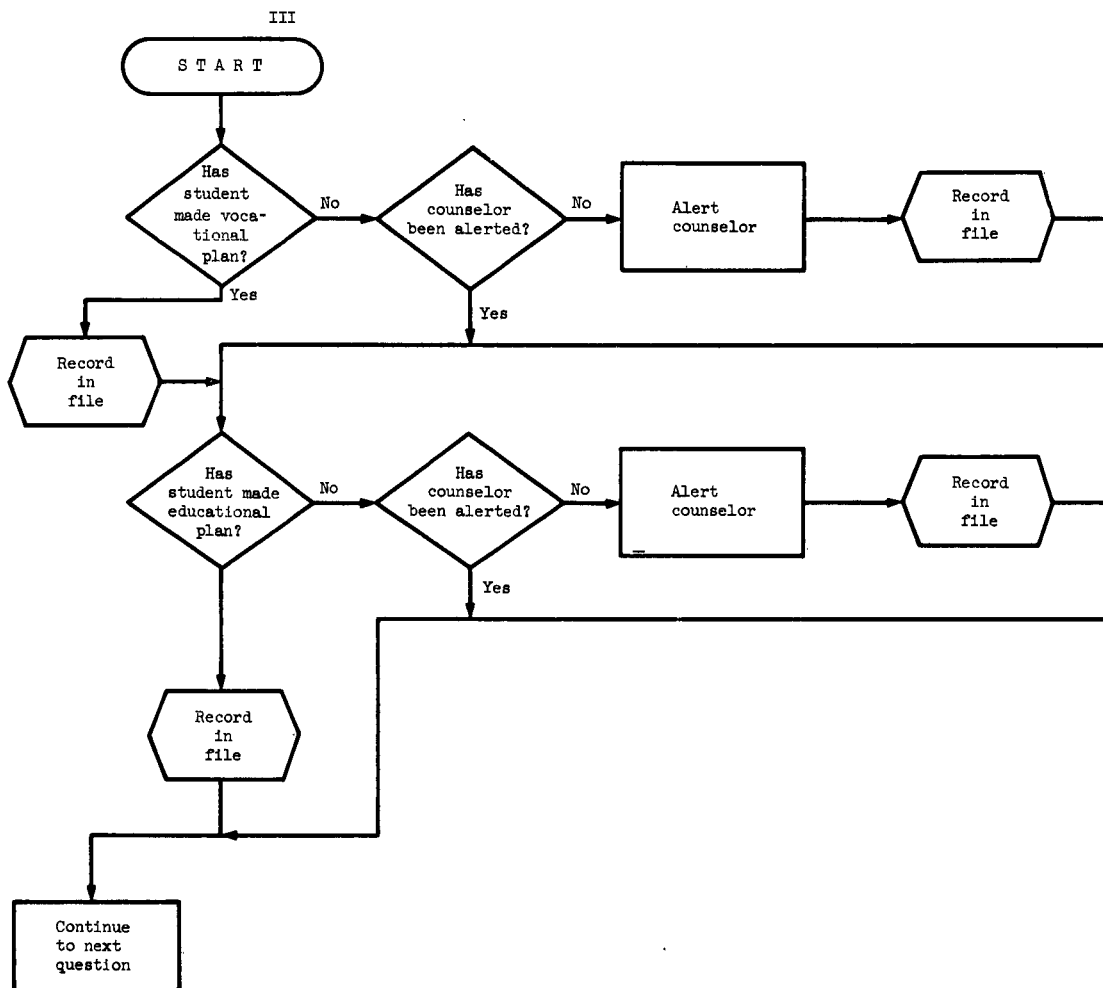 III
S T A R T
Has
student
made voca-
tional
plan?
No
Has
counselor
been alerted?
No
Alert
counselor
Record
in
file
Yes
Yes
Record
in
file
Has
student made
educational
plan?
No
Has
counselor
been alerted?
No
Alert
counselor
Record
in
file
Yes
Record
in
file
Continue
to next
question